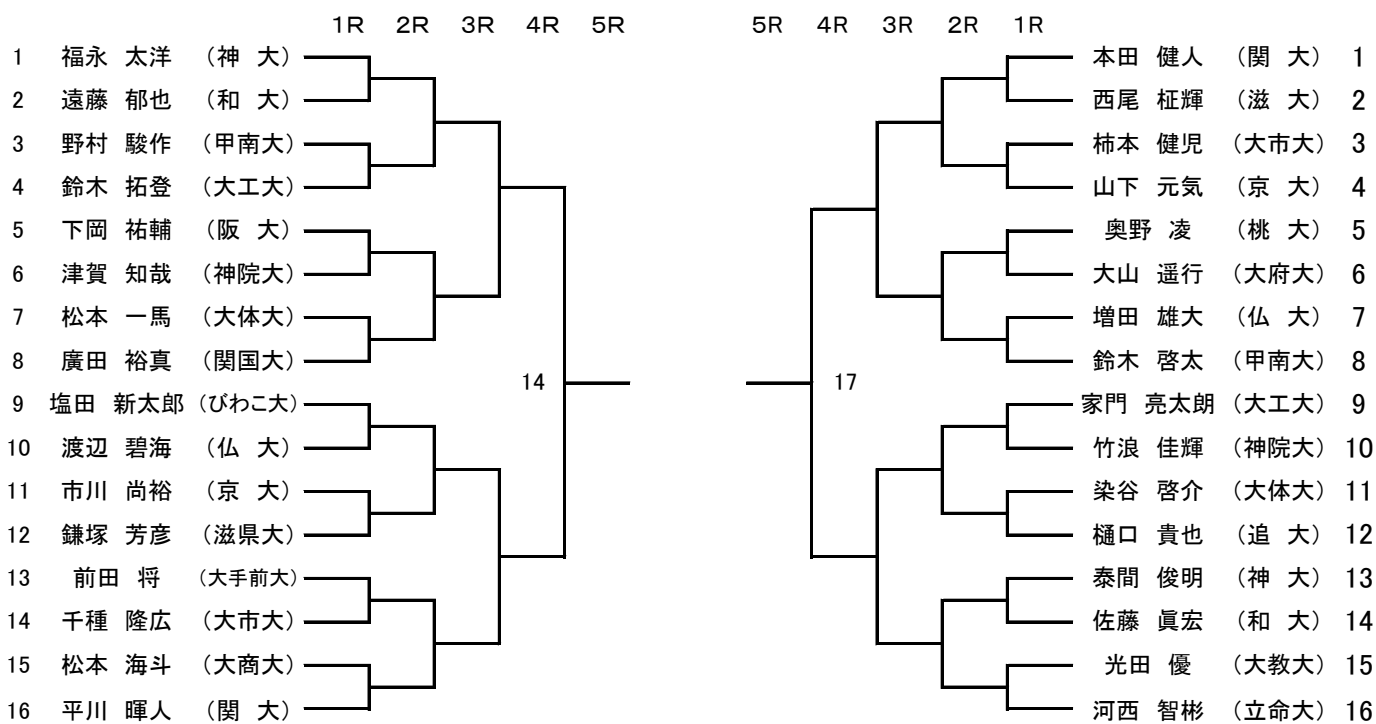 1R 2R 3R 4R 5R 5R 4R 3R 2R 1R
1 福永 太洋 (神 大) 本田 健人 (関 大) 1
2 遠藤 郁也 (和 大) 西尾 柾輝 (滋 大) 2
3 野村 駿作 (甲南大) 柿本 健児 (大市大) 3
4 鈴木 拓登 (大工大) 山下 元気 (京 大) 4
5 下岡 祐輔 (阪 大) 奥野 凌 (桃 大) 5
6 津賀 知哉 (神院大) 大山 遥行 (大府大) 6
7 松本 一馬 (大体大) 増田 雄大 (仏 大) 7
8 廣田 裕真 (関国大) 鈴木 啓太 (甲南大) 8
14 17
9 塩田 新太郎 (びわこ大) 家門 亮太朗 (大工大) 9
10 渡辺 碧海 (仏 大) 竹浪 佳輝 (神院大) 10
11 市川 尚裕 (京 大) 染谷 啓介 (大体大) 11
12 鎌塚 芳彦 (滋県大) 樋口 貴也 (追 大) 12
13 前田 将 (大手前大) 泰間 俊明 (神 大) 13
14 千種 隆広 (大市大) 佐藤 眞宏 (和 大) 14
15 松本 海斗 (大商大) 光田 優 (大教大) 15
16 平川 暉人 (関 大) 河西 智彬 (立命大) 16